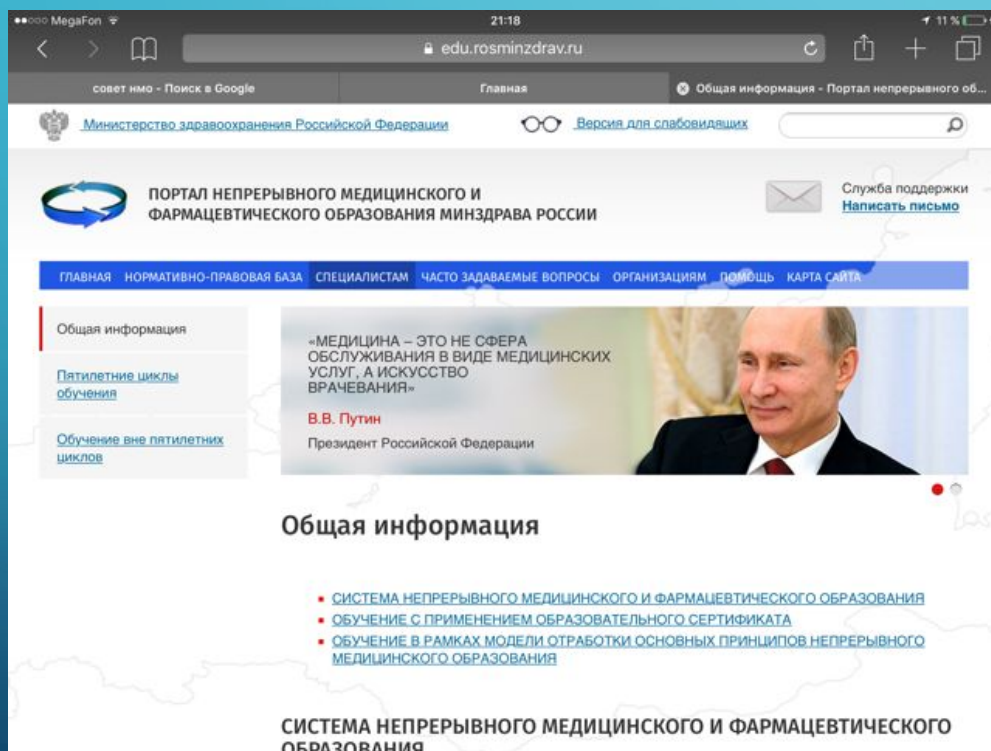 MegaFon 21:18 11 %
edu.rosminzdrav.ru
совет нмо - Поиск в Google Главная Общая информация - Портал непрерывного об...
Министерство здравоохранения Российской Федерации Версия для слабовидящих
ПОРТАЛ НЕПРЕРЫВНОГО МЕДИЦИНСКОГО И
ФАРМАЦЕВТИЧЕСКОГО ОБРАЗОВАНИЯ МИНЗДРАВА РОССИИ
Служба поддержки
Написать письмо
ГЛАВНАЯ НОРМАТИВНО-ПРАВОВАЯ БАЗА СПЕЦИАЛИСТАМ ЧАСТО ЗАДАВАЕМЫЕ ВОПРОСЫ ОРГАНИЗАЦИЯМ ПОМОЩЬ КАРТА САЙТА
Общая информация
Пятилетние циклы
обучения
Обучение вне пятилетних
циклов
«МЕДИЦИНА – ЭТО НЕ СФЕРА
ОБСЛУЖИВАНИЯ В ВИДЕ МЕДИЦИНСКИХ
УСЛУГ, А ИСКУССТВО
ВРАЧЕВАНИЯ»
В.В. Путин
Президент Российской Федерации
Общая информация
СИСТЕМА НЕПРЕРЫВНОГО МЕДИЦИНСКОГО И ФАРМАЦЕВТИЧЕСКОГО ОБРАЗОВАНИЯ
ОБУЧЕНИЕ С ПРИМЕНЕНИЕМ ОБРАЗОВАТЕЛЬНОГО СЕРТИФИКАТА
ОБУЧЕНИЕ В РАМКАХ МОДЕЛИ ОТРАБОТКИ ОСНОВНЫХ ПРИНЦИПОВ НЕПРЕРЫВНОГО
МЕДИЦИНСКОГО ОБРАЗОВАНИЯ
СИСТЕМА НЕПРЕРЫВНОГО МЕДИЦИНСКОГО И ФАРМАЦЕВТИЧЕСКОГО
ОБРАЗОВАНИЯ